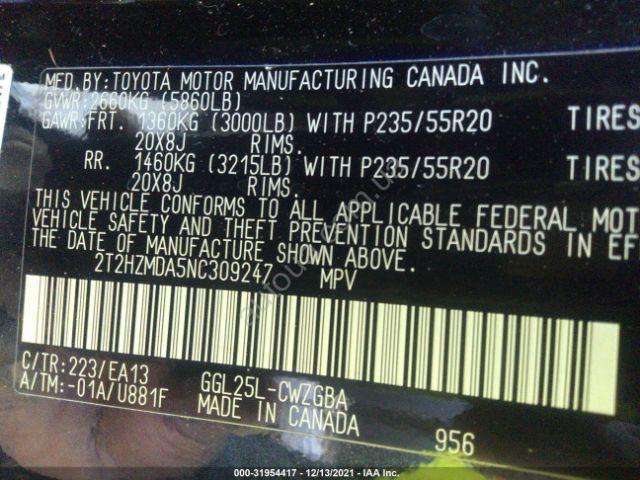 MFD.BY:TOYOTA MOTOR MANUFACTURING CANADA INC.
GVWR:2660KG (5860LB)
GAWR:FRT. 1360KG (3000LB) WITH P235/55R20 TIRES
20X8J RIMS.
RR. 1460KG (3215LB) WITH P235/55R20 TIRES
20X8J RIMS.
THIS VEHICLE CONFORMS TO ALL APPLICABLE FEDERAL MOT
VEHICLE SAFETY AND THEFT PREVENTION STANDARDS IN EF
THE DATE OF MANUFACTURE SHOWN ABOVE.
2T2HZMDA5NC309247 MPV
C/TR:223/EA13 GGL25L-CWZGBA
A/TM:-01A/U881F MADE IN CANADA
956
000-31954417 - 12/13/2021 - IAA Inc.